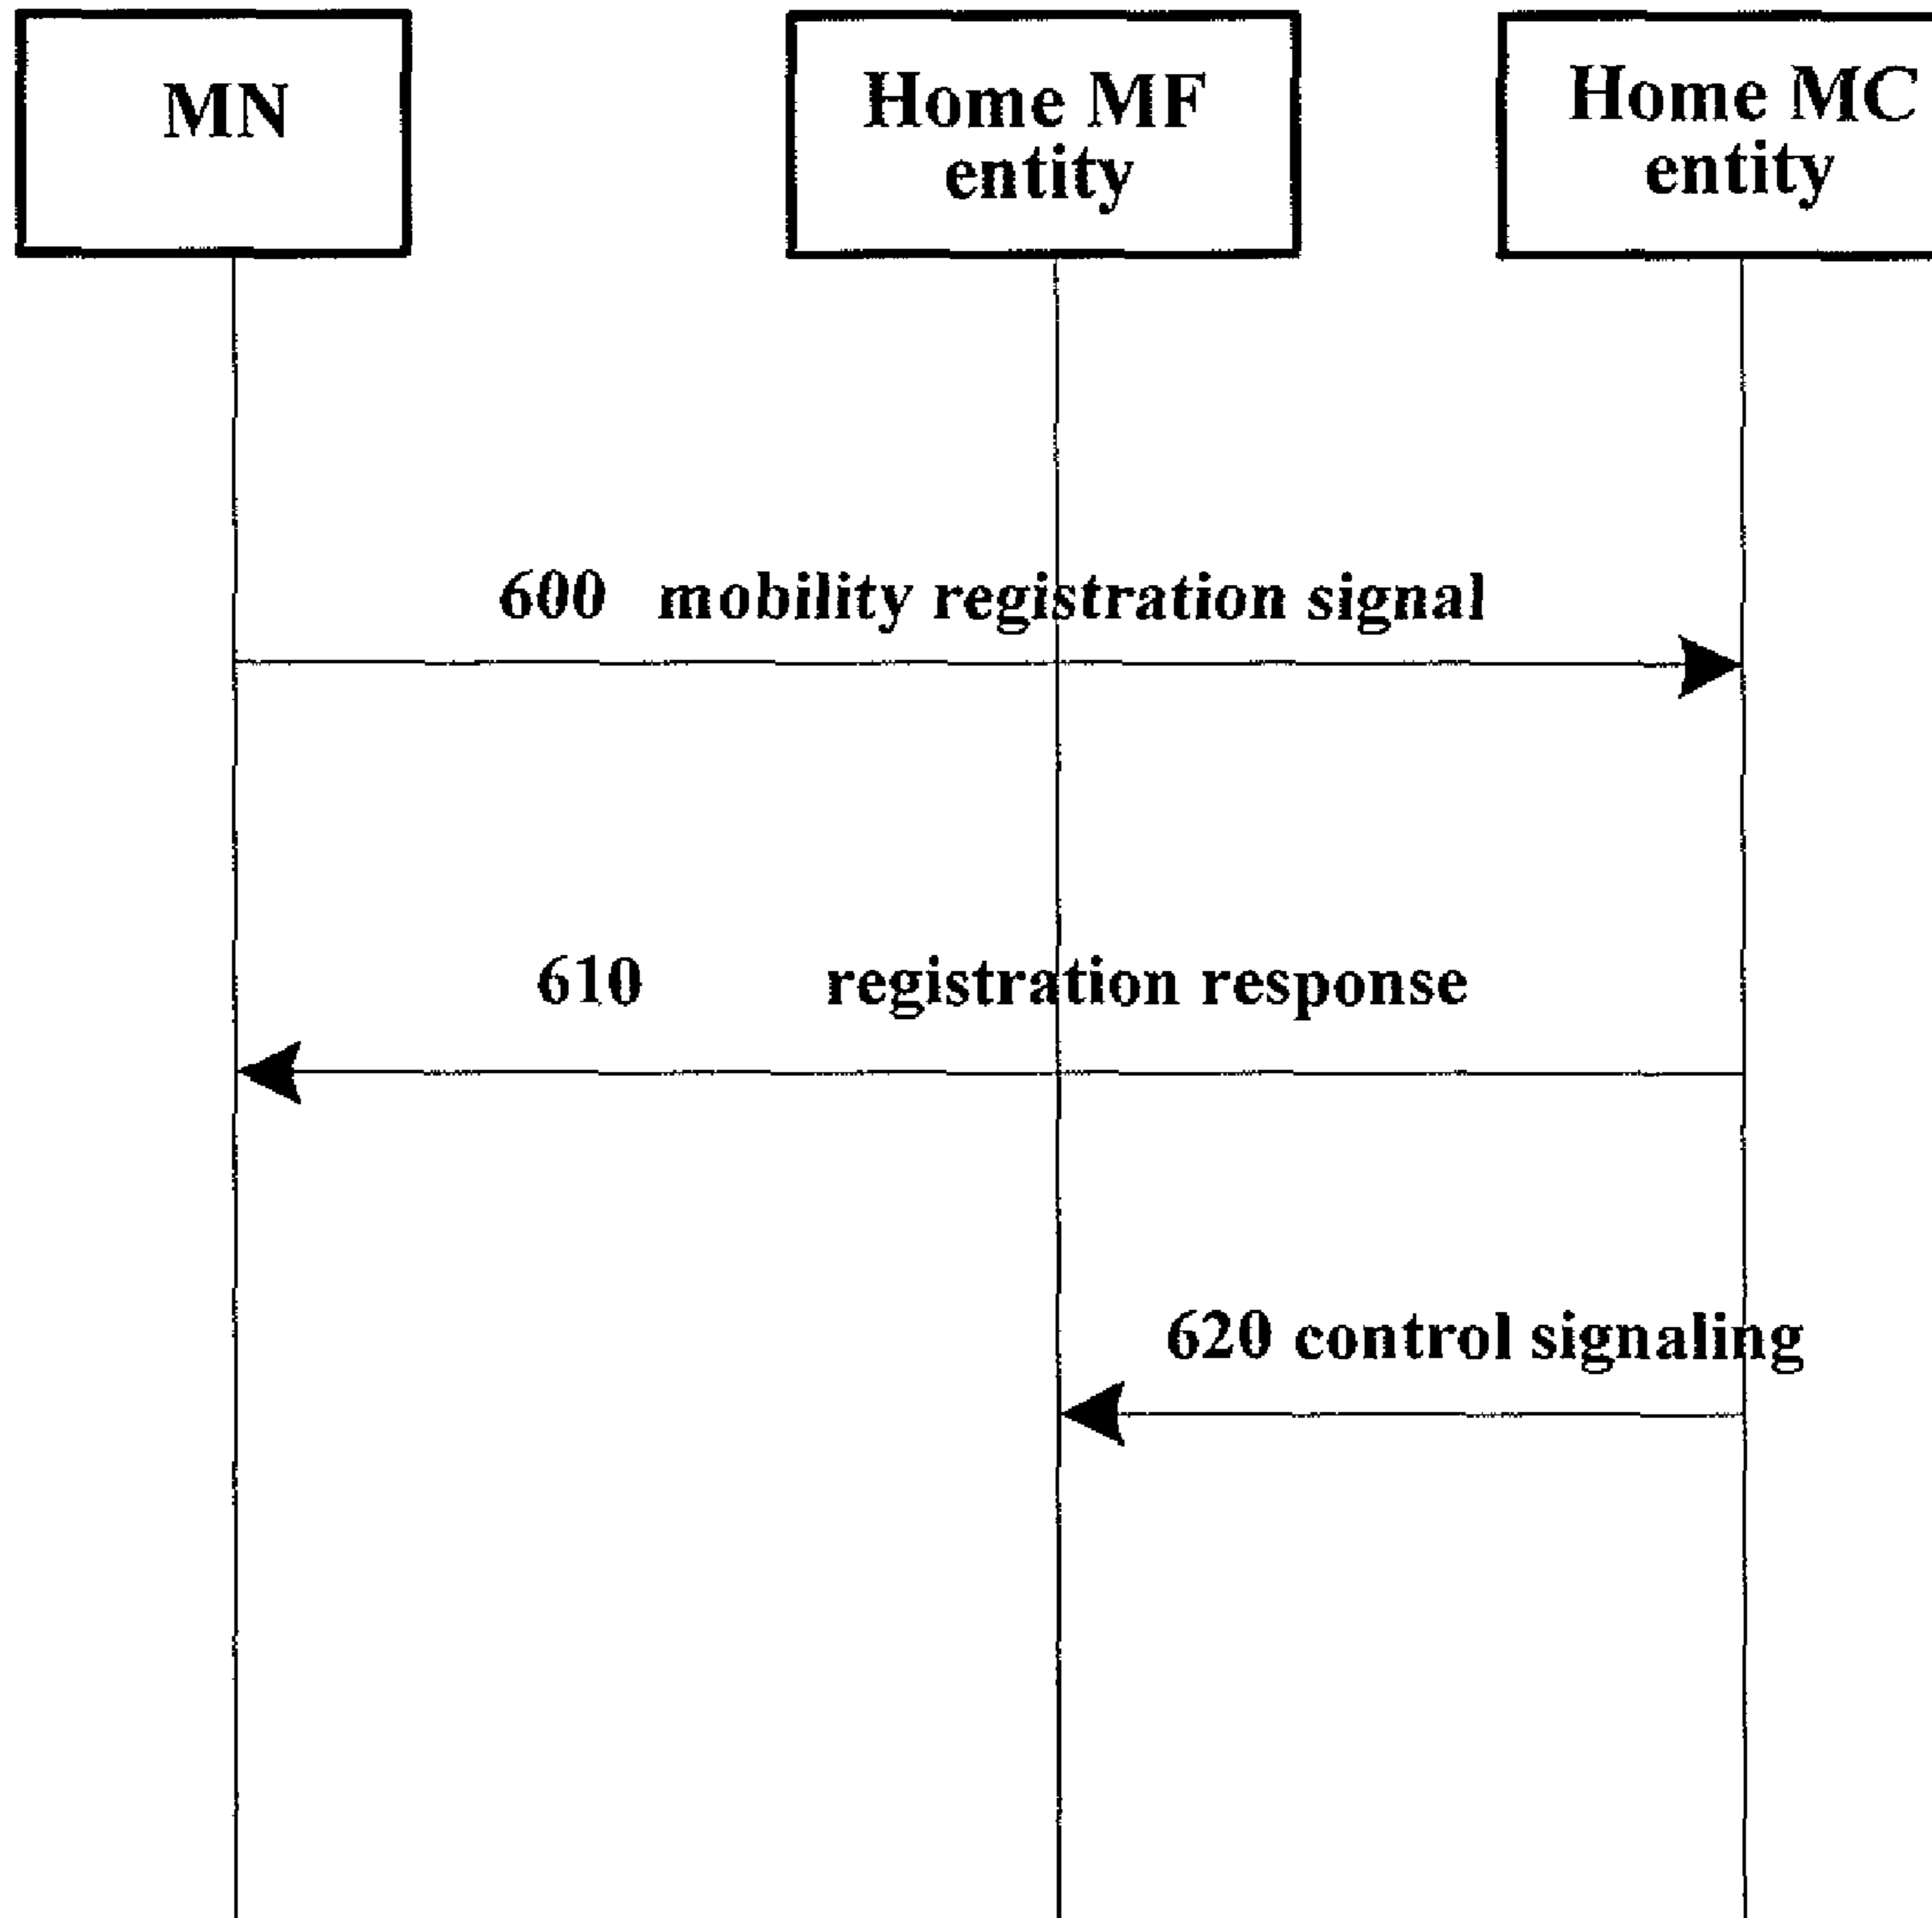 MN
Home MF
entity
Home MC
entity
600 mobility registration signal
610 registration response
620 control signaling